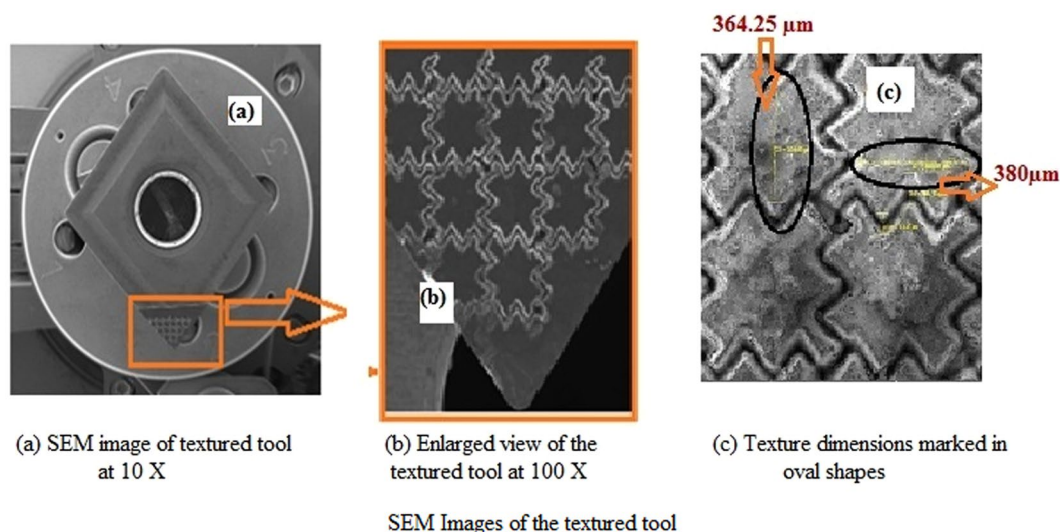 364.25 µm
(a)
(b)
(c)
380µm
(a) SEM image of textured tool
at 10 X
(b) Enlarged view of the
textured tool at 100 X
(c) Texture dimensions marked in
oval shapes
SEM Images of the textured tool